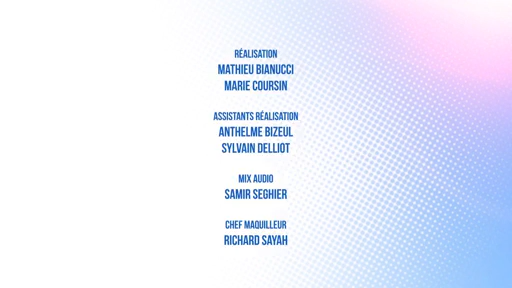 RÉALISATION
MATHIEU BIANUCCI
MARIE COURSIN
ASSISTANTS RÉALISATION
ANTHELME BIZEUL
SYLVAIN DELLIOT
MIX AUDIO
SAMIR SEGHIER
CHEF MAQUILLEUR
RICHARD SAYAH